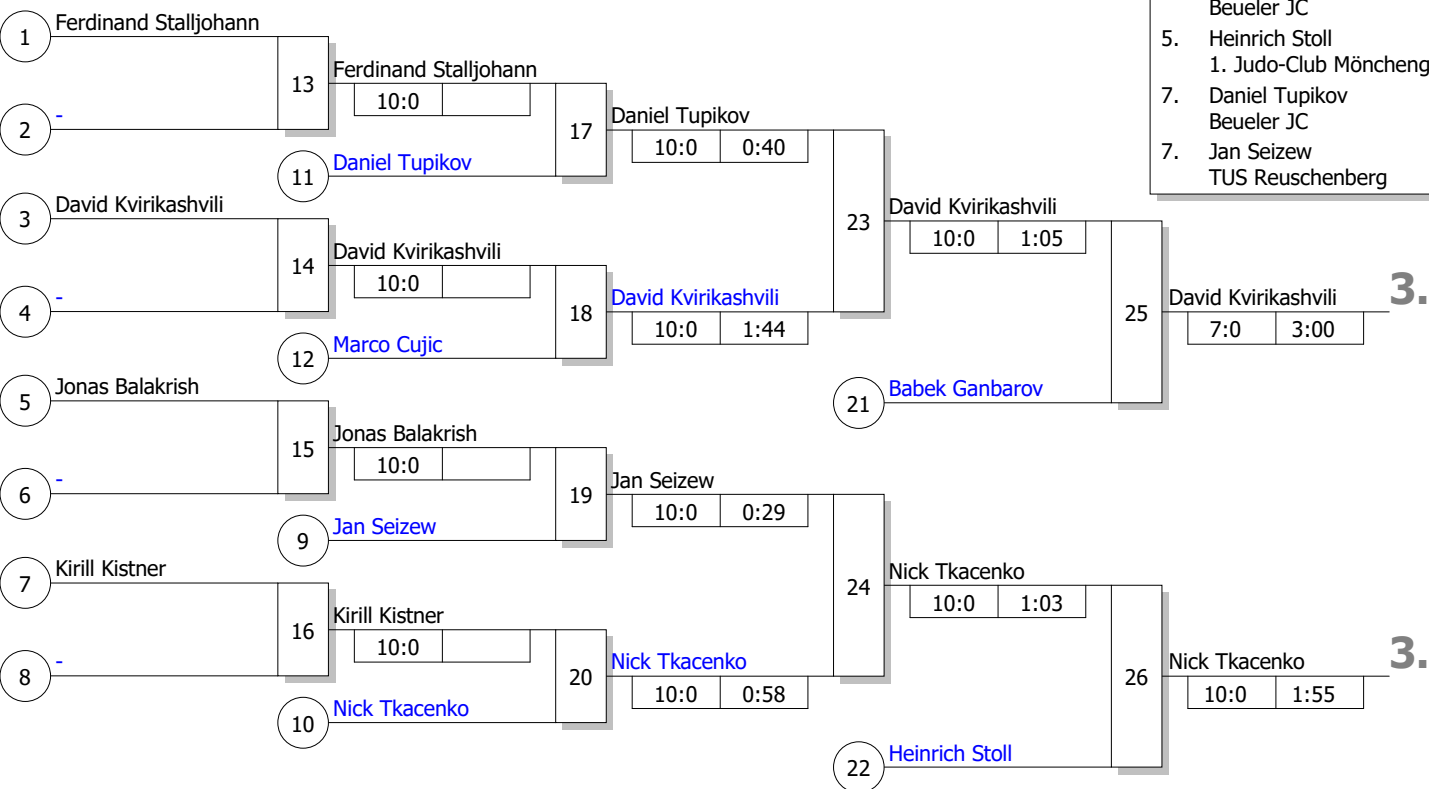 Beueler JC
5. Heinrich Stoll
1. Judo-Club Möncheng
7. Daniel Tupikov
Beueler JC
7. Jan Seizew
TUS Reuschenberg
1 Ferdinand Stalljohann
2 -
13 Ferdinand Stalljohann
10:0
11 Daniel Tupikov
17 Daniel Tupikov
10:0 0:40
3 David Kvirikashvili
4 -
14 David Kvirikashvili
10:0
12 Marco Cujic
18 David Kvirikashvili
10:0 1:44
23 David Kvirikashvili
10:0 1:05
21 Babek Ganbarov
25 David Kvirikashvili 3.
7:0 3:00
5 Jonas Balakrish
6 -
15 Jonas Balakrish
10:0
9 Jan Seizew
19 Jan Seizew
10:0 0:29
7 Kirill Kistner
8 -
16 Kirill Kistner
10:0
10 Nick Tkacenko
20 Nick Tkacenko
10:0 0:58
24 Nick Tkacenko
10:0 1:03
22 Heinrich Stoll
26 Nick Tkacenko 3.
10:0 1:55